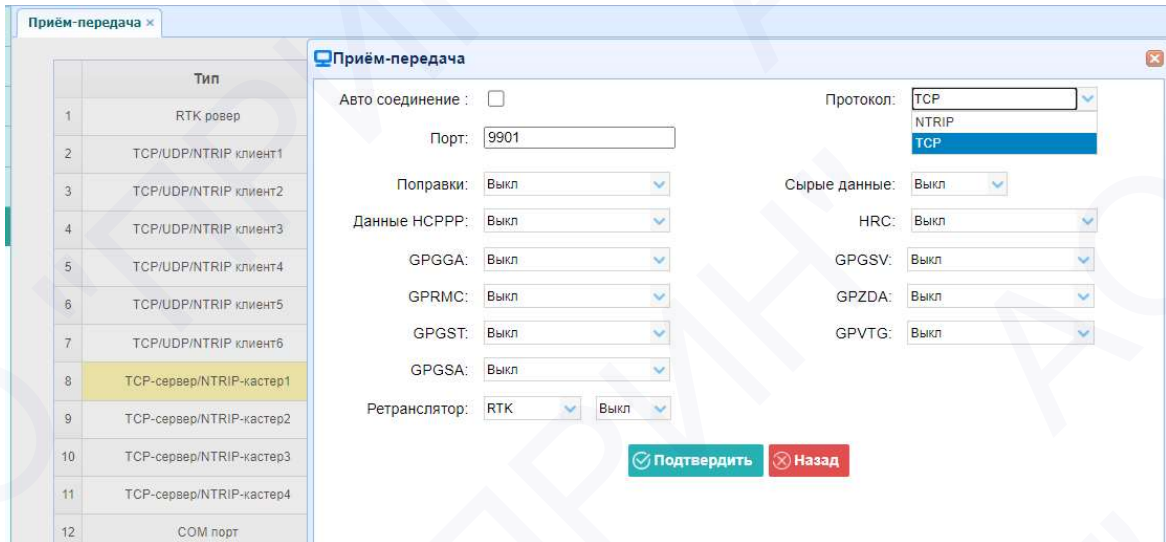 Приём-передача ×
Тип
1 RTK ровер
2 TCP/UDP/NTRIP клиент1
3 TCP/UDP/NTRIP клиент2
4 TCP/UDP/NTRIP клиент3
5 TCP/UDP/NTRIP клиент4
6 TCP/UDP/NTRIP клиент5
7 TCP/UDP/NTRIP клиент6
8 TCP-сервер/NTRIP-кастер1
9 TCP-сервер/NTRIP-кастер2
10 TCP-сервер/NTRIP-кастер3
11 TCP-сервер/NTRIP-кастер4
12 COM порт
Приём-передача
Авто соединение : Протокол: TCP
NTRIP
TCP
Порт: 9901
Поправки: Выкл Сырые данные: Выкл
Данные HCPPP: Выкл HRC: Выкл
GPGGA: Выкл GPGSV: Выкл
GPRMC: Выкл GPZDA: Выкл
GPGST: Выкл GPVTG: Выкл
GPGSA: Выкл
Ретранслятор: RTK Выкл
Подтвердить Назад